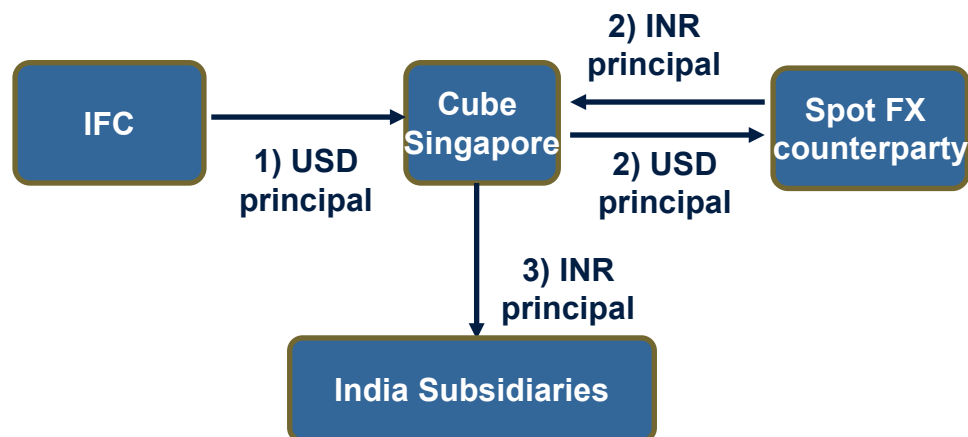 IFC
1) USD
principal
Cube
Singapore
2) INR
principal
2) USD
principal
Spot FX
counterparty
3) INR
principal
India Subsidiaries